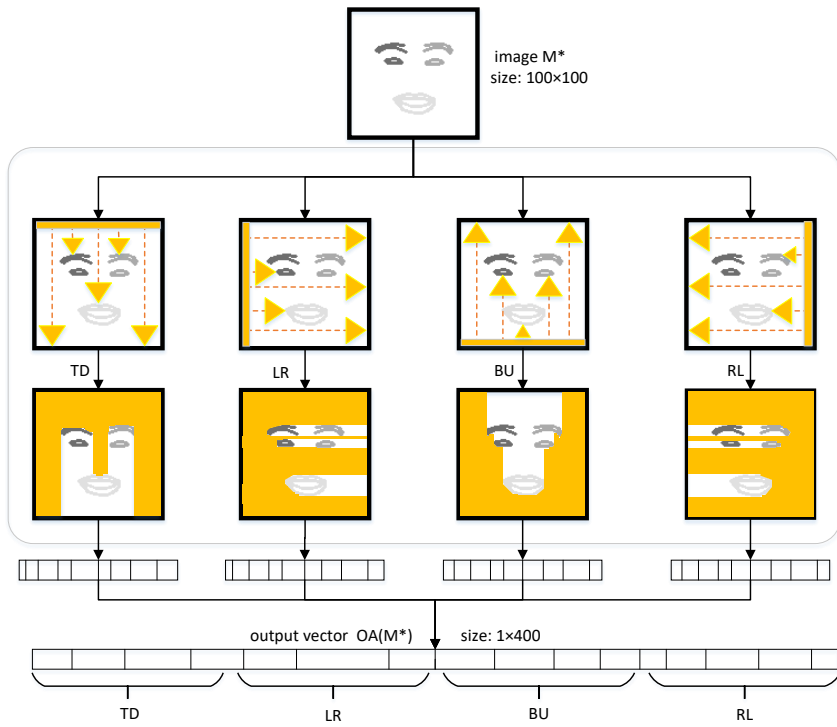 image M*
size: 100×100
TD
LR
BU
RL
output vector OA(M*)
size: 1×400
TD
LR
BU
RL